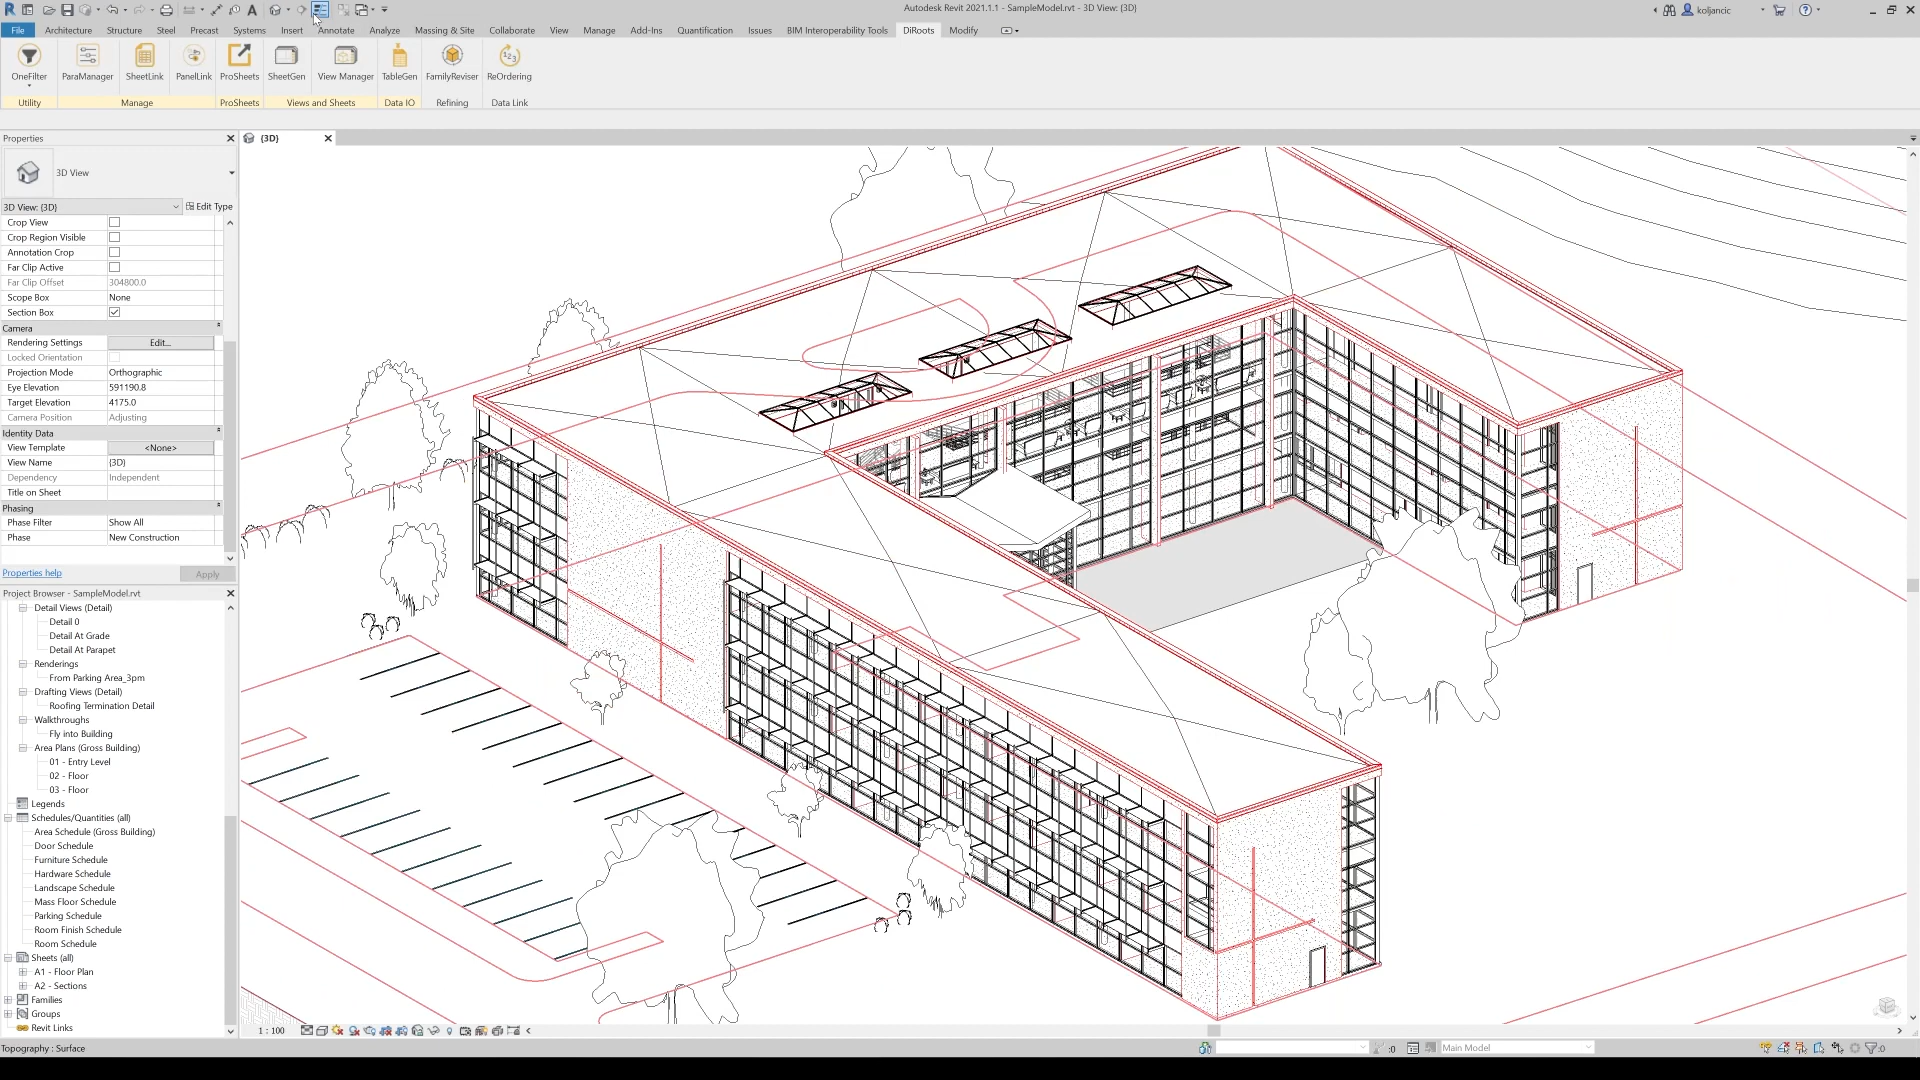 Autodesk Revit 2021.1.1 - SampleModel.rvt - 3D View: {3D}
koljancic
File Architecture Structure Steel Precast Systems Insert Annotate Analyze Massing & Site Collaborate View Manage Add-Ins Quantification Issues BIM Interoperability Tools DiRoots Modify
OneFilter ParaManager SheetLink PanelLink ProSheets SheetGen View Manager TableGen FamilyReviser ReOrdering
Utility Manage ProSheets Views and Sheets Data IO Refining Data Link
Properties
{3D}
3D View
3D View: {3D} Edit Type
Crop View
Crop Region Visible
Annotation Crop
Far Clip Active
Far Clip Offset 304800.0
Scope Box None
Section Box
Camera
Rendering Settings Edit...
Locked Orientation
Projection Mode Orthographic
Eye Elevation 591190.8
Target Elevation 4175.0
Camera Position Adjusting
Identity Data
View Template <None>
View Name {3D}
Dependency Independent
Title on Sheet
Phasing
Phase Filter Show All
Phase New Construction
Properties help Apply
Project Browser - SampleModel.rvt
Detail Views (Detail)
Detail 0
Detail At Grade
Detail At Parapet
Renderings
From Parking Area_3pm
Drafting Views (Detail)
Roofing Termination Detail
Walkthroughs
Fly into Building
Area Plans (Gross Building)
01 - Entry Level
02 - Floor
03 - Floor
Legends
Schedules/Quantities (all)
Area Schedule (Gross Building)
Door Schedule
Furniture Schedule
Hardware Schedule
Landscape Schedule
Mass Floor Schedule
Parking Schedule
Room Finish Schedule
Room Schedule
Sheets (all)
A1 - Floor Plan
A2 - Sections
Families
Groups
Revit Links
1 : 100
Topography : Surface
:0
Main Model
:0